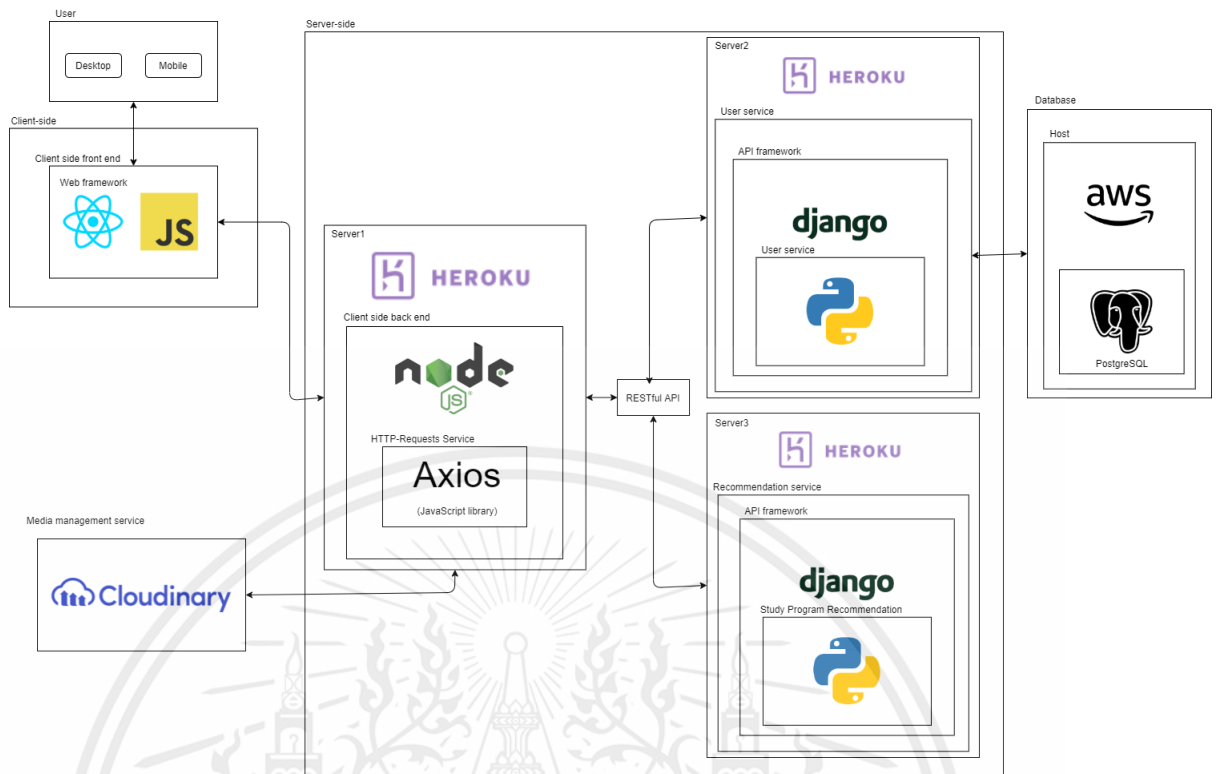 User
Desktop
Mobile
Client-side
Client side front end
Web framework
JS
Media management service
Cloudinary
Server-side
Server1
HEROKU
Client side back end
node
JS
HTTP-Requests Service
Axios
(JavaScript library)
RESTful API
Server2
HEROKU
User service
API framework
django
User service
Server3
HEROKU
Recommendation service
API framework
django
Study Program Recommendation
Database
Host
aws
PostgreSQL